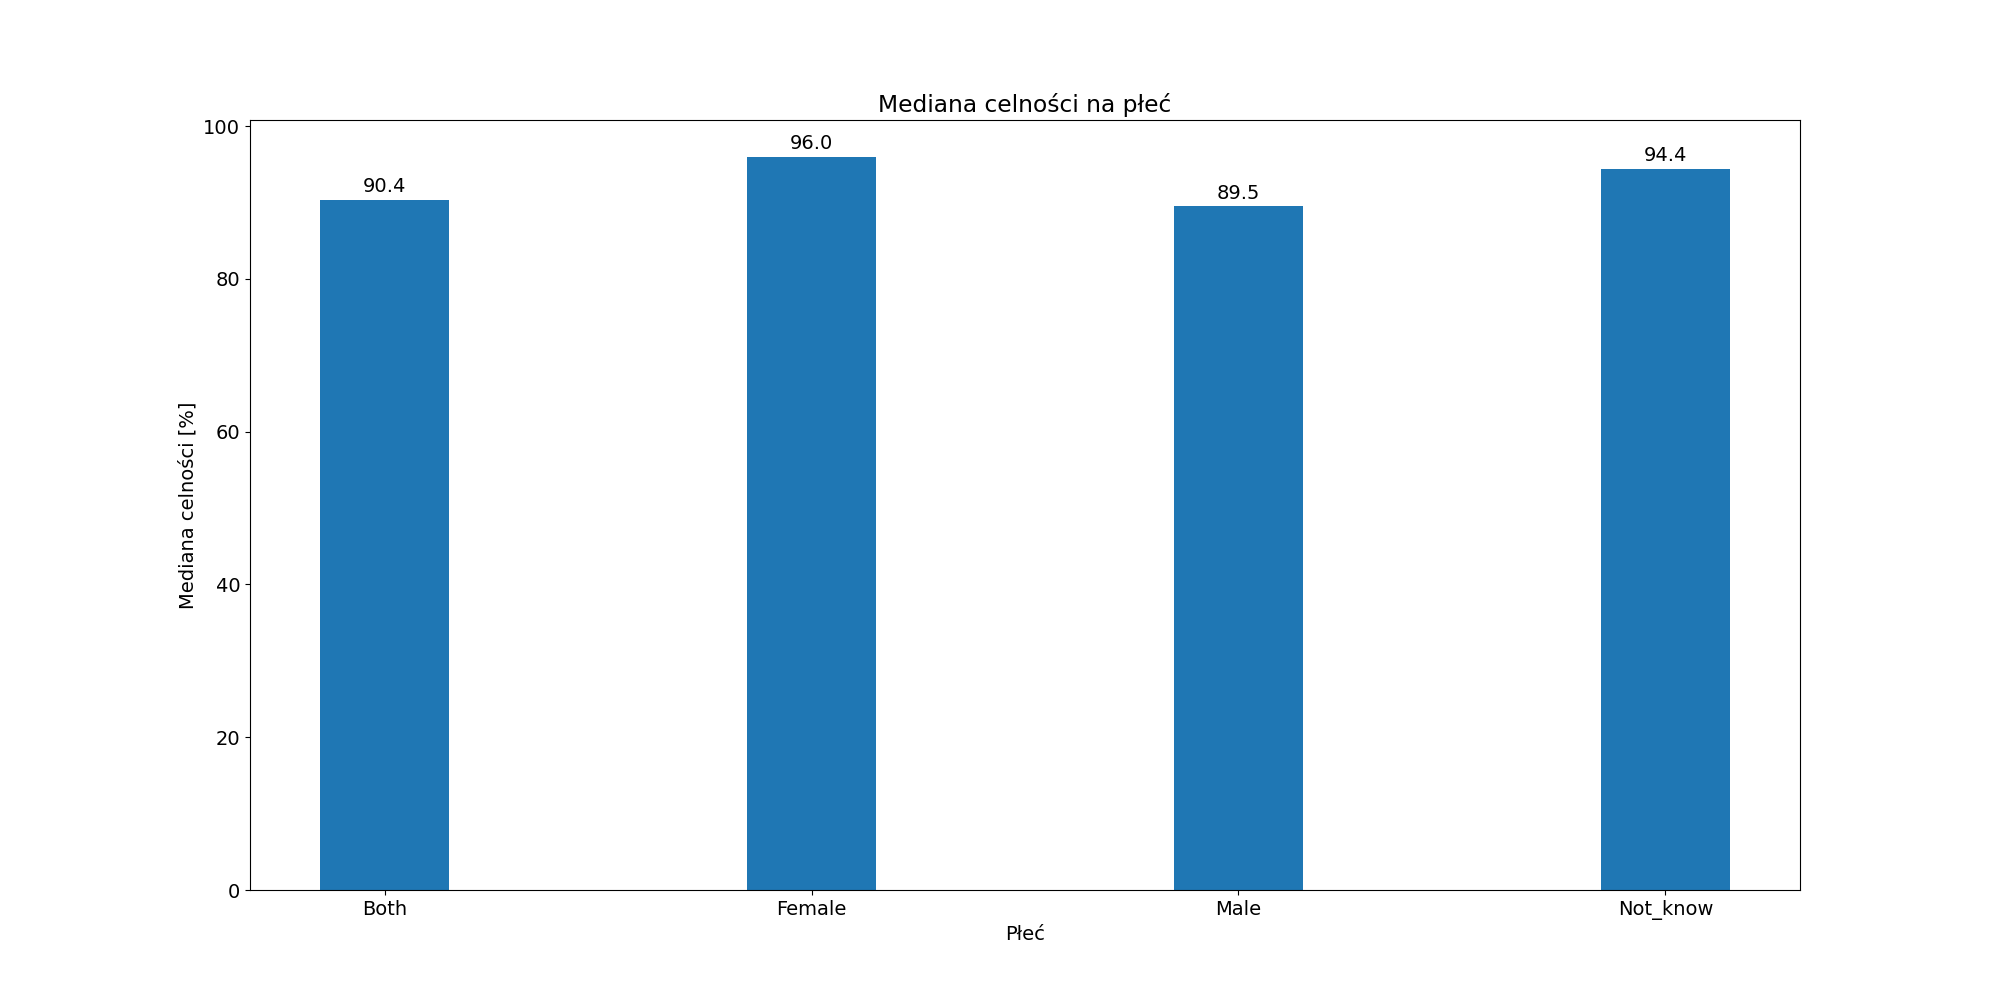 Mediana celności na płeć
100
80
60
40
20
0
Mediana celności [%]
90.4
96.0
89.5
94.4
Both
Female
Male
Not_know
Płeć